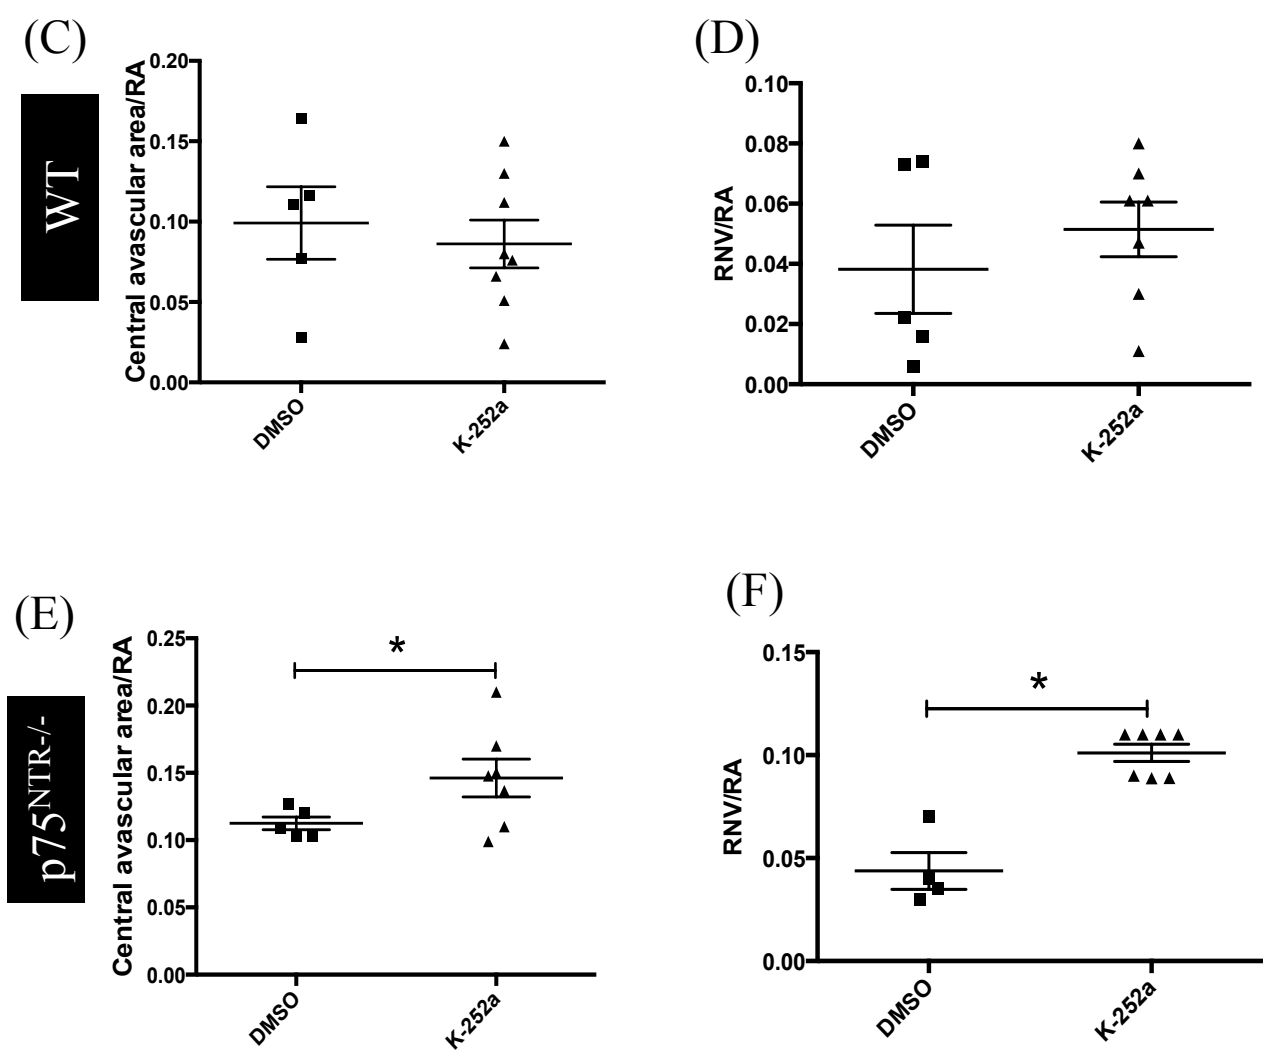 (C)
WT
Central avascular area/RA
0.20
0.15
0.10
0.05
0.00
DMSO
K-252a
(D)
RNV/RA
0.10
0.08
0.06
0.04
0.02
0.00
DMSO
K-252a
(E)
p75NTR-/-
Central avascular area/RA
0.25
0.20
0.15
0.10
0.05
0.00
*
DMSO
K-252a
(F)
RNV/RA
0.15
0.10
0.05
0.00
*
DMSO
K-252a